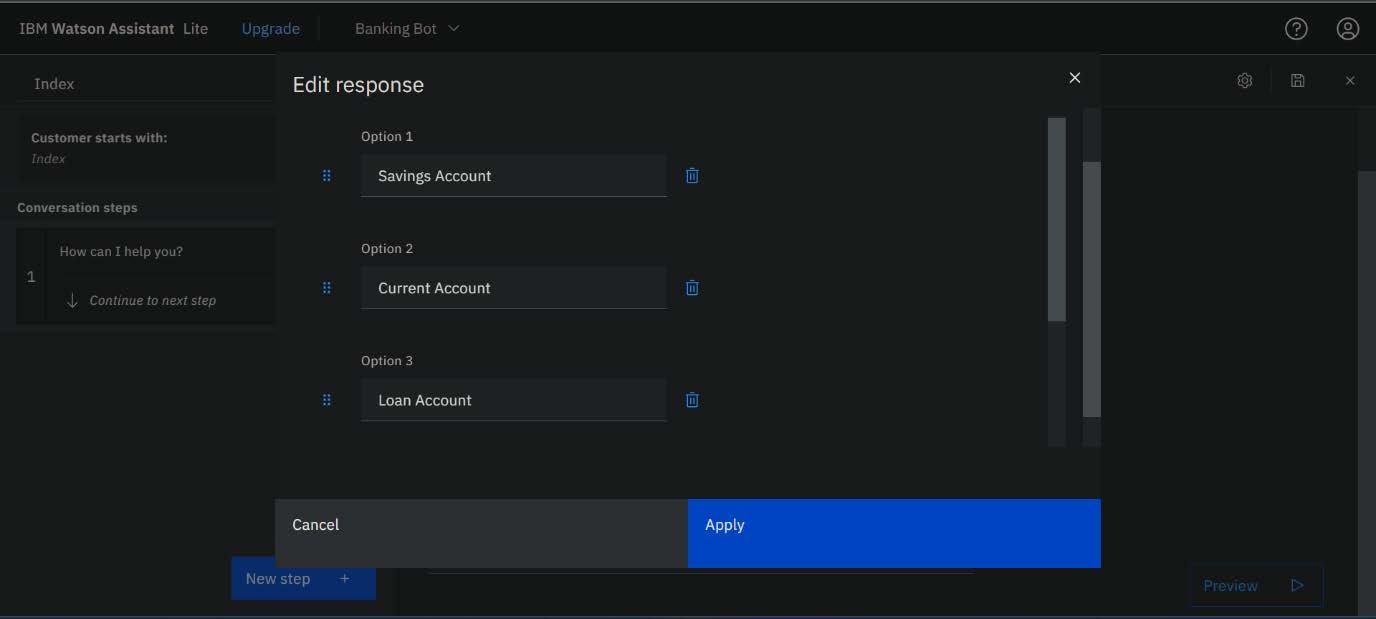 IBM Watson Assistant Lite Upgrade Banking Bot
Index
Customer starts with:
Index
Conversation steps
1
How can I help you?
Continue to next step
New step +
Edit response
Option 1
Savings Account
Option 2
Current Account
Option 3
Loan Account
Cancel
Apply
Preview